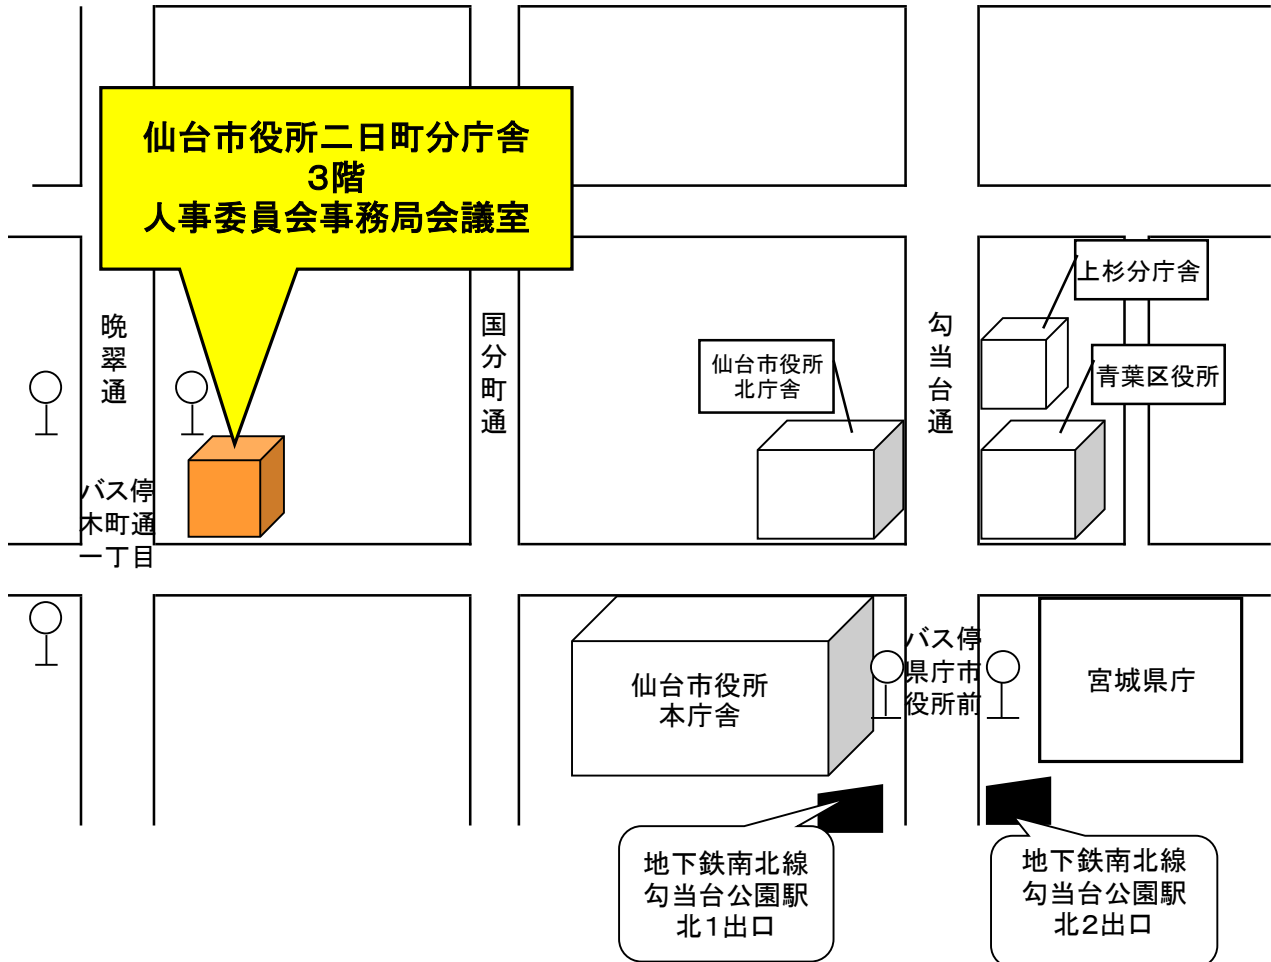 仙台市役所二日町分庁舎
３階
人事委員会事務局会議室
上杉分庁舎
晩翠通
国分町通
勾当台通
仙台市役所
北庁舎
青葉区役所
バス停
木町通
一丁目
仙台市役所
本庁舎
バス停
県庁市
役所前
宮城県庁
地下鉄南北線
勾当台公園駅
北１出口
地下鉄南北線
勾当台公園駅
北２出口